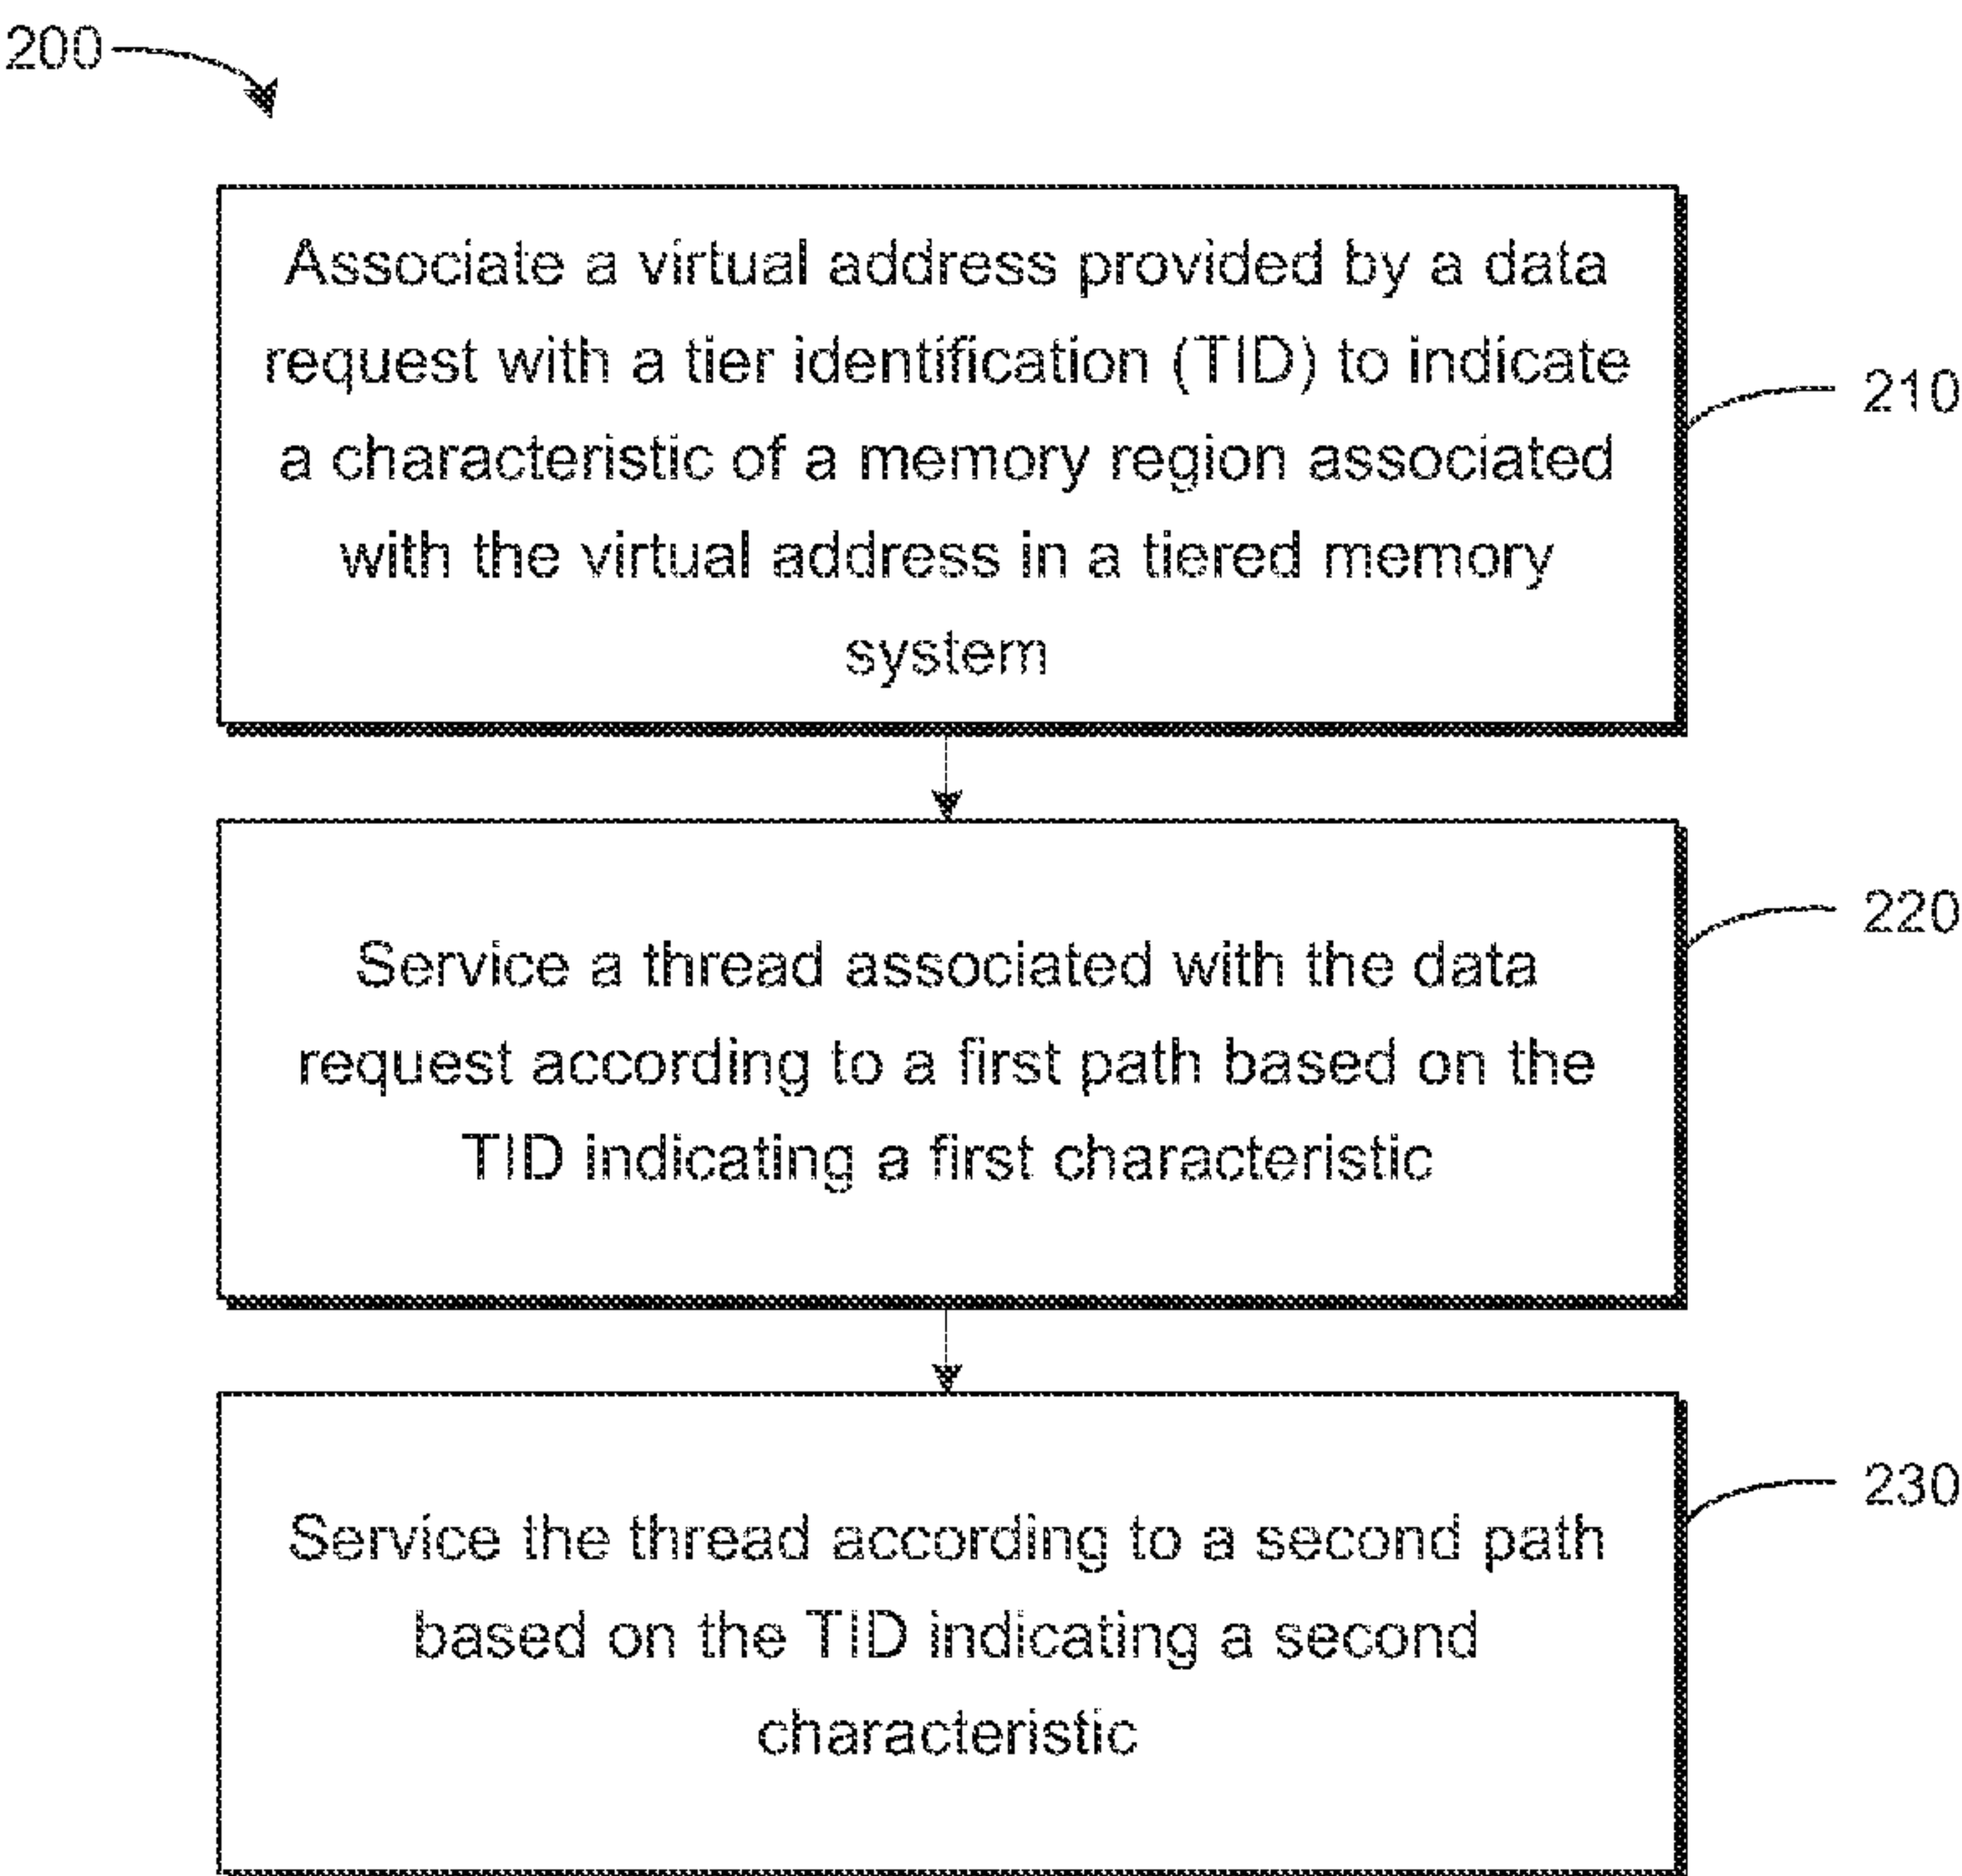 200
Associate a virtual address provided by a data
request with a tier identification (TID) to indicate
a characteristic of a memory region associated
with the virtual address in a tiered memory
system
210
Service a thread associated with the data
request according to a first path based on the
TID indicating a first characteristic
220
Service the thread according to a second path
based on the TID indicating a second
characteristic
230